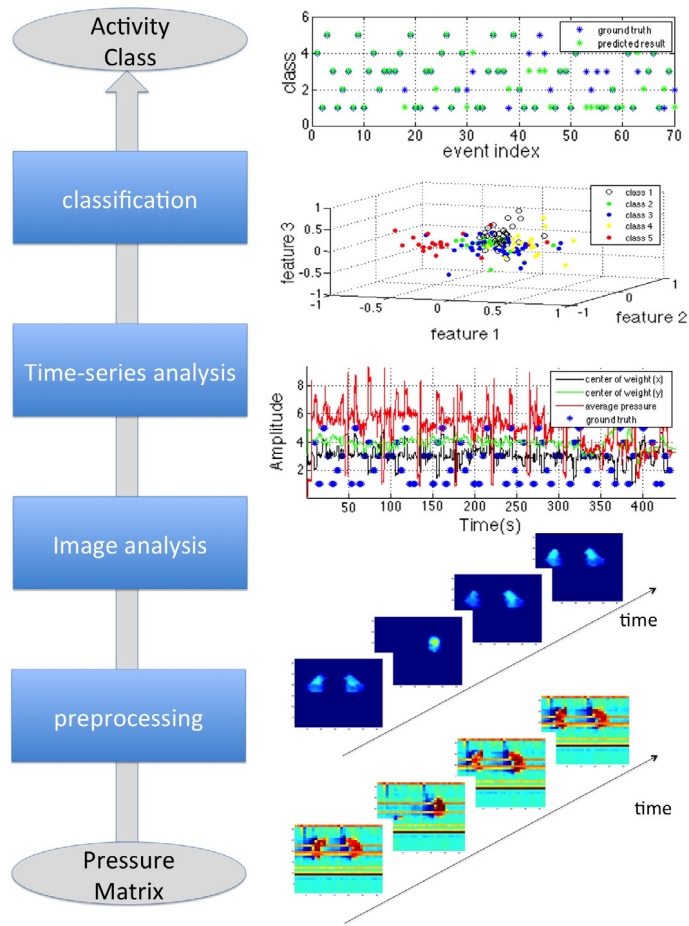 Activity
Class
classification
Time-series analysis
Image analysis
preprocessing
Pressure
Matrix
6
4
2
0
class
0 10 20 30 40 50 60 70
event index
ground truth
predicted result
1
0.5
0
-0.5
-1
feature 3
-1 0 0.5 1
feature 1
-1
0
1
feature 2
class 1
class 2
class 3
class 4
class 5
8
6
4
2
Amplitude
50 100 150 200 250 300 350 400
Time(s)
center of weight(x)
center of weight(y)
average pressure
ground truth
time
time